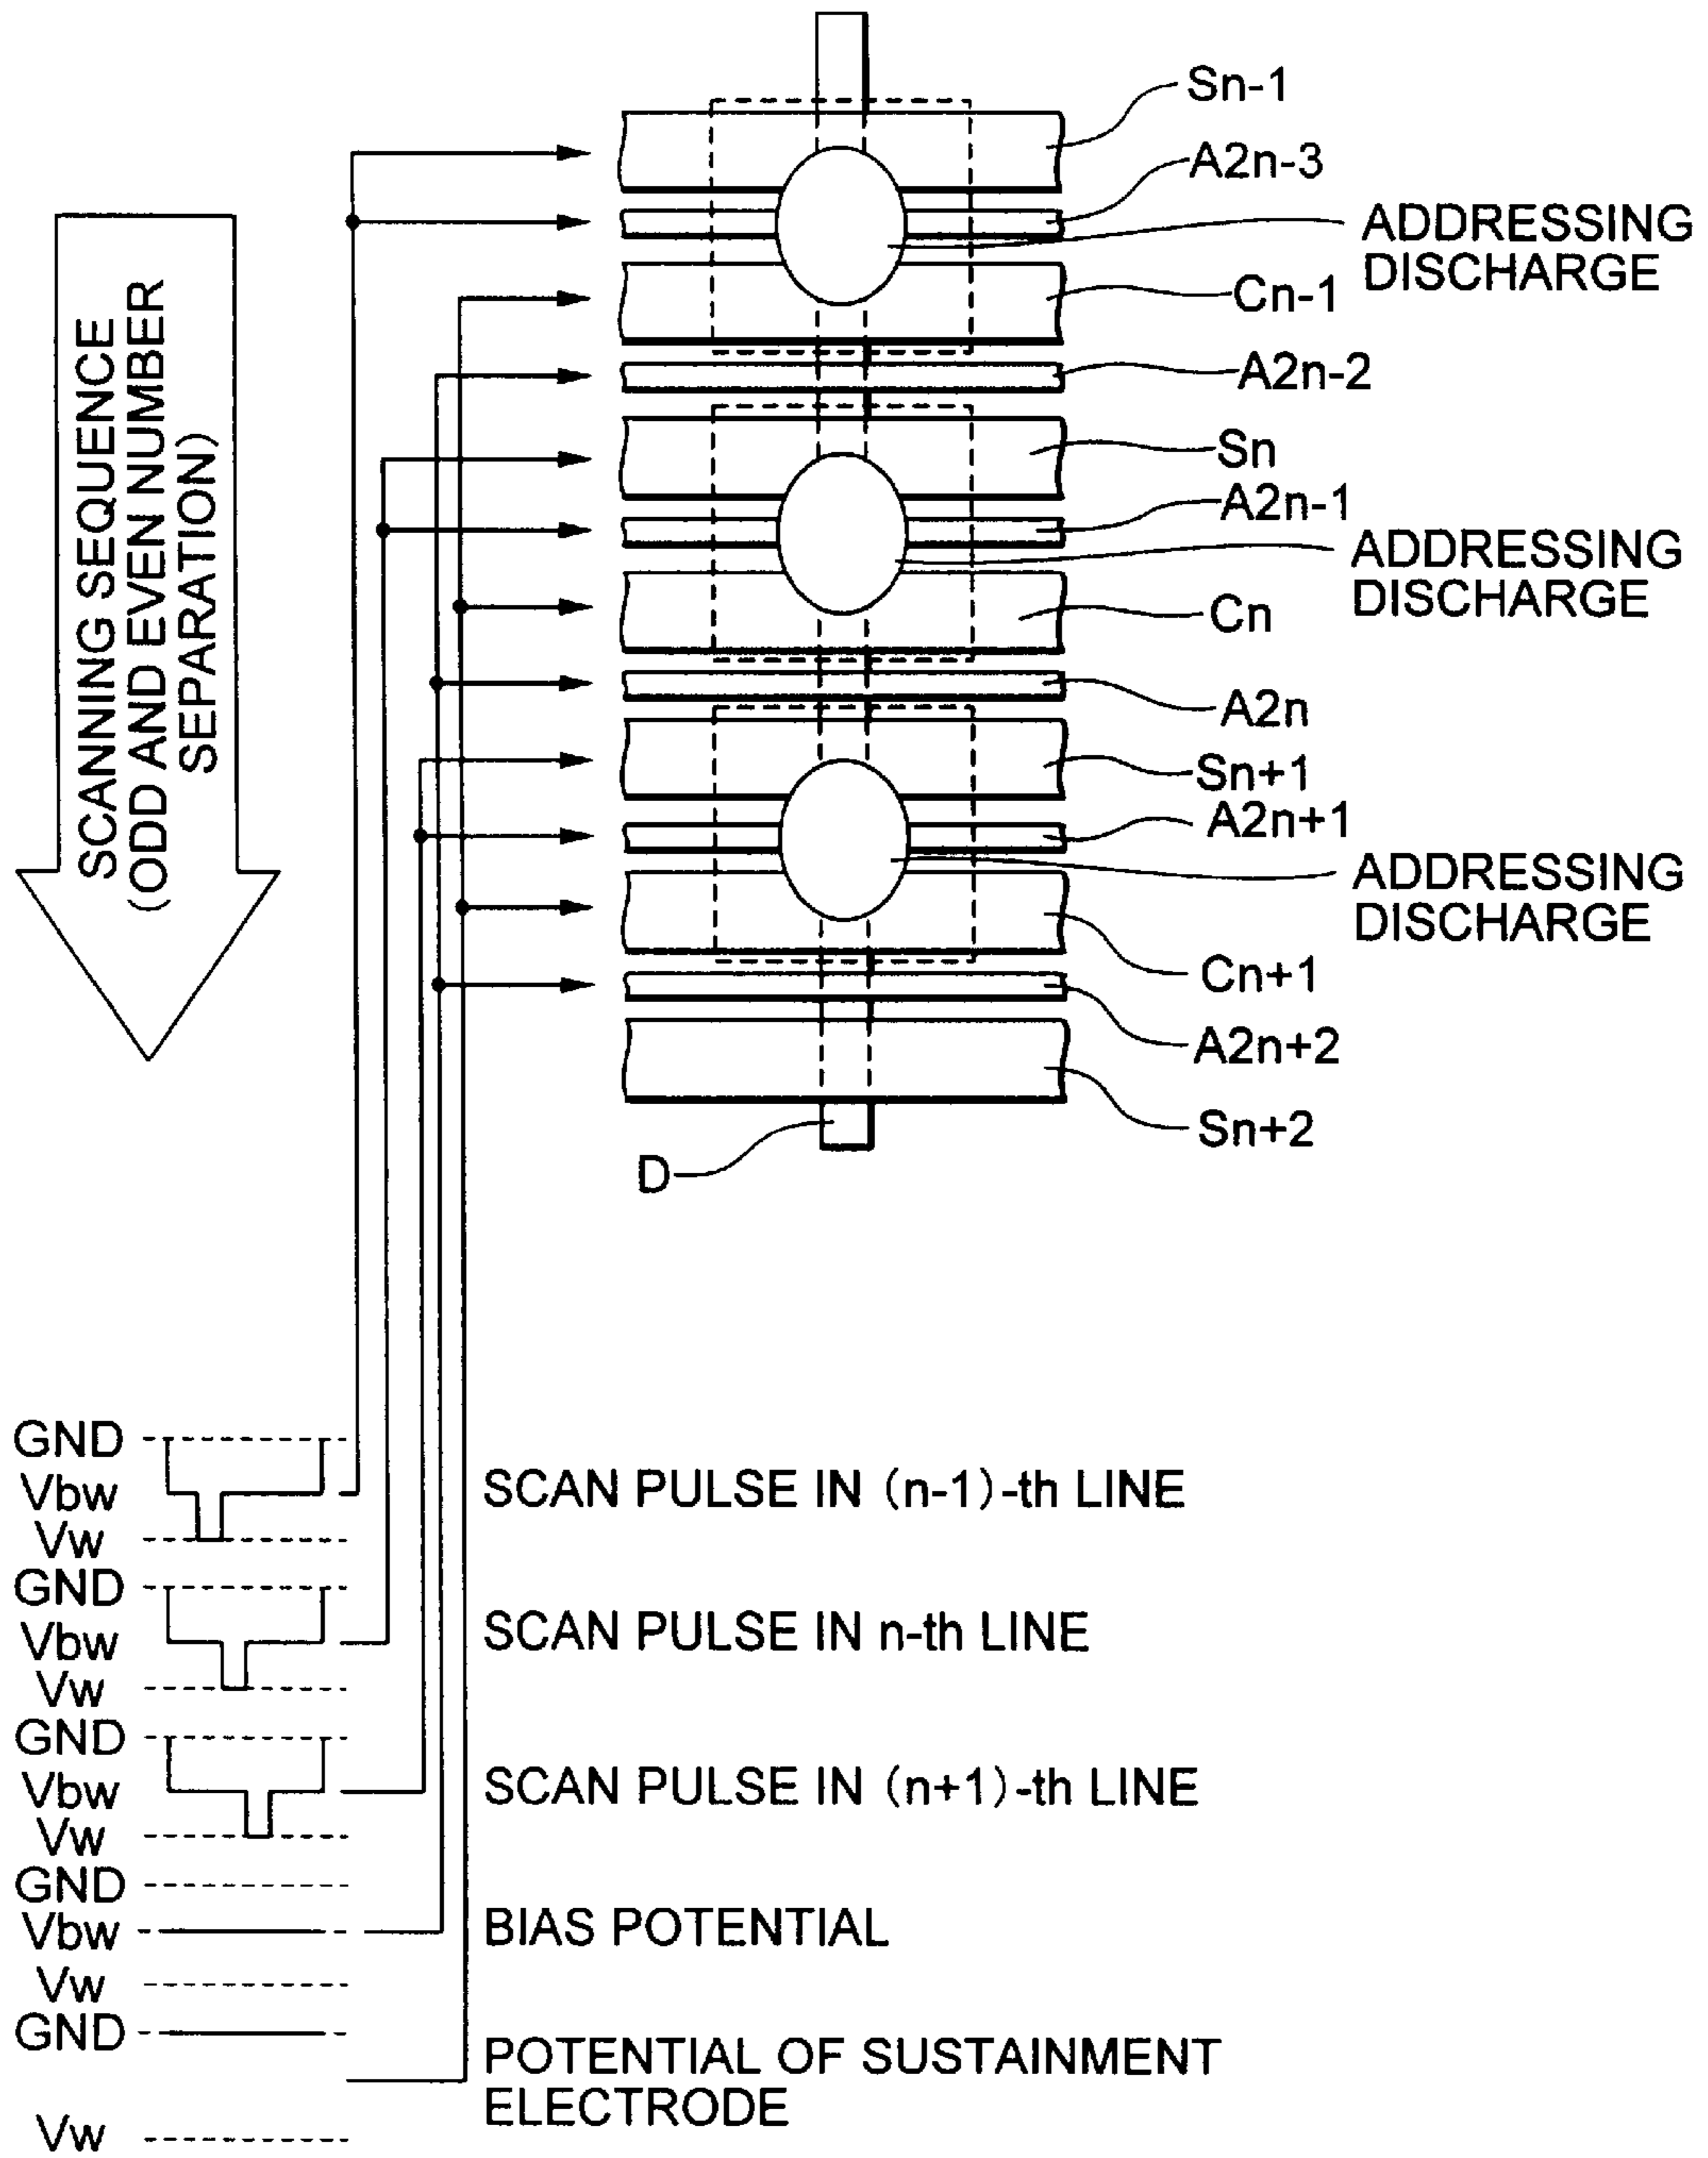 Sn-1
A2n-3
ADDRESSING
DISCHARGE
Cn-1
A2n-2
Sn
A2n-1
ADDRESSING
DISCHARGE
Cn
A2n
Sn+1
A2n+1
ADDRESSING
DISCHARGE
Cn+1
A2n+2
Sn+2
D
SCANNING SEQUENCE
(ODD AND EVEN NUMBER
SEPARATION)
GND
Vbw
Vw
SCAN PULSE IN (n-1)-th LINE
GND
Vbw
Vw
SCAN PULSE IN n-th LINE
GND
Vbw
Vw
SCAN PULSE IN (n+1)-th LINE
GND
Vbw
Vw
BIAS POTENTIAL
GND
Vw
POTENTIAL OF SUSTAINMENT
ELECTRODE